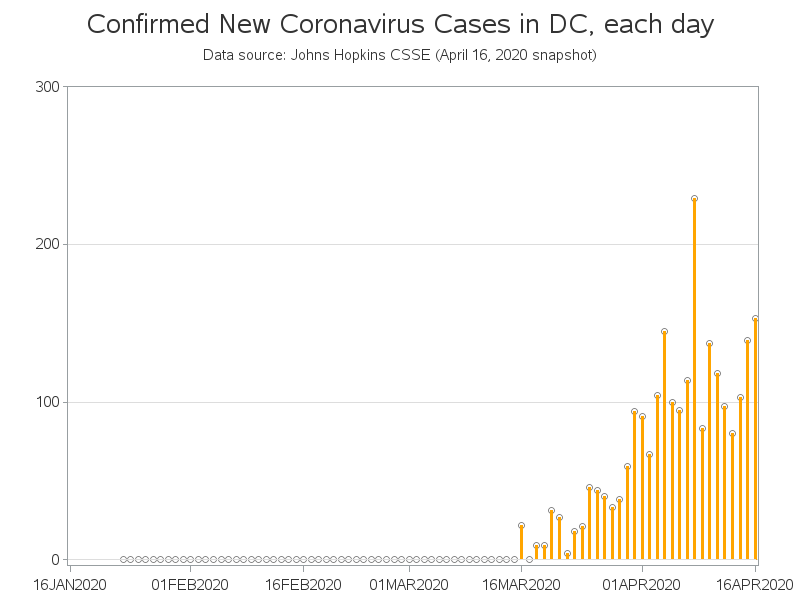 Confirmed New Coronavirus Cases in DC, each day
Data source: Johns Hopkins CSSE (April 16, 2020 snapshot)
300
200
100
0
16JAN2020 01FEB2020 16FEB2020 01MAR2020 16MAR2020 01APR2020 16APR2020